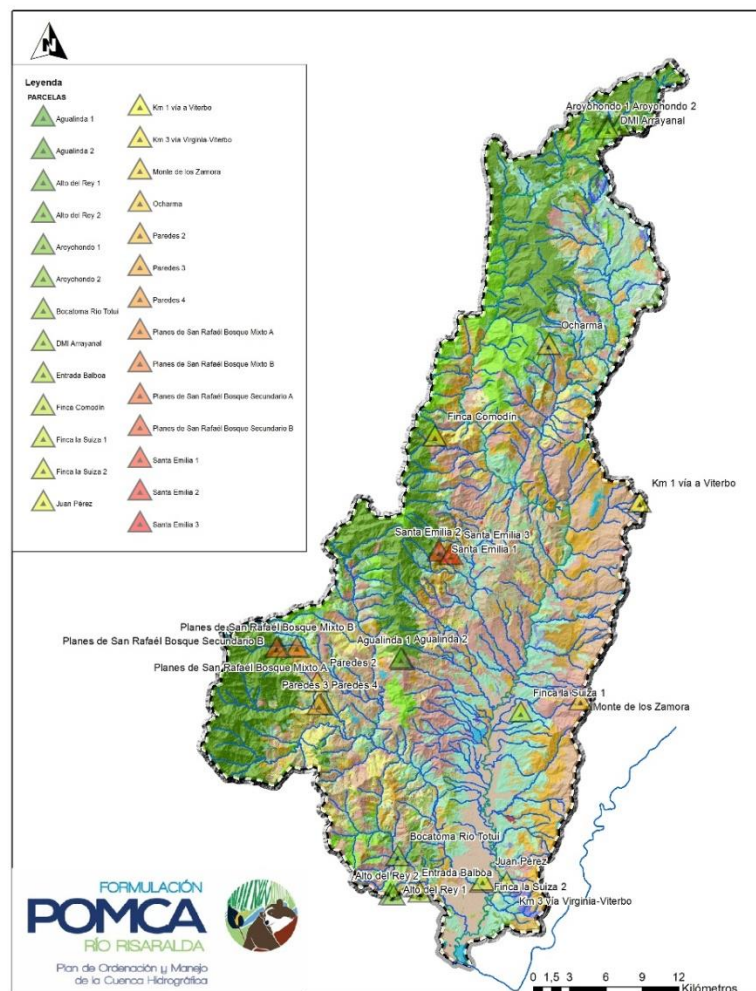 N
Leyenda
PARCELAS
Agualinda 1
Agualinda 2
Alto del Rey 1
Alto del Rey 2
Aroyohondo 1
Aroyohondo 2
Bocatoma Río Totuí
DMI Arrayanal
Entrada Balboa
Finca Comodín
Finca la Suiza 1
Finca la Suiza 2
Juan Pérez
Km 1 vía a Viterbo
Km 3 vía Virginia-Viterbo
Monte de los Zamora
Ocharma
Paredes 2
Paredes 3
Paredes 4
Planes de San Rafaél Bosque Mixto A
Planes de San Rafaél Bosque Mixto B
Planes de San Rafaél Bosque Secundario A
Planes de San Rafaél Bosque Secundario B
Santa Emilia 1
Santa Emilia 2
Santa Emilia 3
Aroyohondo 1 Aroyohondo 2
DMI Arrayanal
Ocharma
Finca Comodín
Km 1 vía a Viterbo
Santa Emilia 2 Santa Emilia 3
Santa Emilia 1
Planes de San Rafaél Bosque Mixto B
Planes de San Rafaél Bosque Secundario B
Agualinda 1 Agualinda 2
Planes de San Rafaél Bosque Mixto A
Paredes 2
Paredes 3 Paredes 4
Finca la Suiza 1
Monte de los Zamora
Bocatoma Río Totuí
Juan Pérez
Entrada Balboa
Alto del Rey 2
Finca la Suiza 2
Alto del Rey 1
Km 3 vía Virginia-Viterbo
FORMULACIÓN
POMCA
RÍO RISARALDA
Plan de Ordenación y Manejo
de la Cuenca Hidrográfica
0 1,5 3 6 9 12
Kilómetros